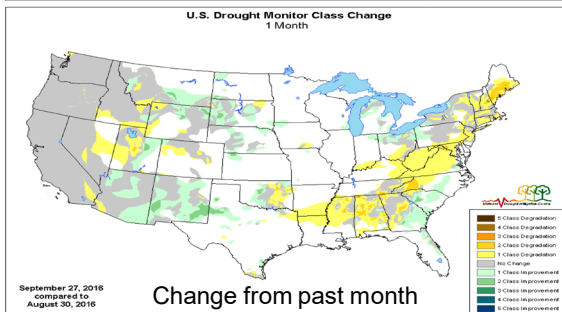 U.S. Drought Monitor Class Change
1 Month
5 Class Degradation
4 Class Degradation
3 Class Degradation
2 Class Degradation
1 Class Degradation
No Change
1 Class Improvement
2 Class Improvement
3 Class Improvement
4 Class Improvement
5 Class Improvement
September 27, 2016
compared to
August 30, 2016
Change from past month